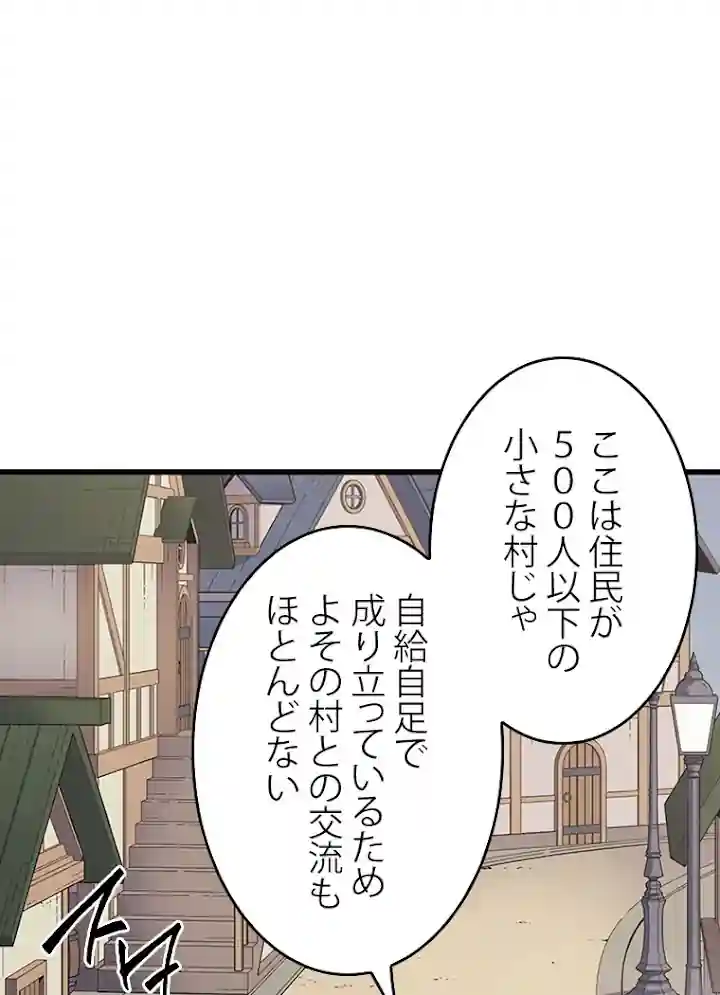 ここは住民が
５００人以下の
小さな村じゃ
自給自足で
成り立っているため
よその村との交流も
ほとんどない